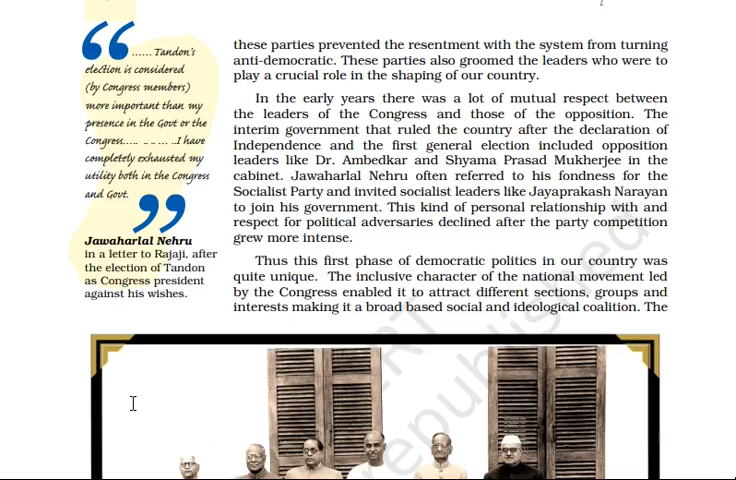 ...... Tandon's
election is considered
(by Congress members)
more important than my
presence in the Govt or the
Congress..... .. .. ... ..I have
completely exhausted my
utility both in the Congress
and Govt.
Jawaharlal Nehru
in a letter to Rajaji, after
the election of Tandon
as Congress president
against his wishes.
these parties prevented the resentment with the system from turning
anti-democratic. These parties also groomed the leaders who were to
play a crucial role in the shaping of our country.
In the early years there was a lot of mutual respect between
the leaders of the Congress and those of the opposition. The
interim government that ruled the country after the declaration of
Independence and the first general election included opposition
leaders like Dr. Ambedkar and Shyama Prasad Mukherjee in the
cabinet. Jawaharlal Nehru often referred to his fondness for the
Socialist Party and invited socialist leaders like Jayaprakash Narayan
to join his government. This kind of personal relationship with and
respect for political adversaries declined after the party competition
grew more intense.
Thus this first phase of democratic politics in our country was
quite unique. The inclusive character of the national movement led
by the Congress enabled it to attract different sections, groups and
interests making it a broad based social and ideological coalition. The
republished